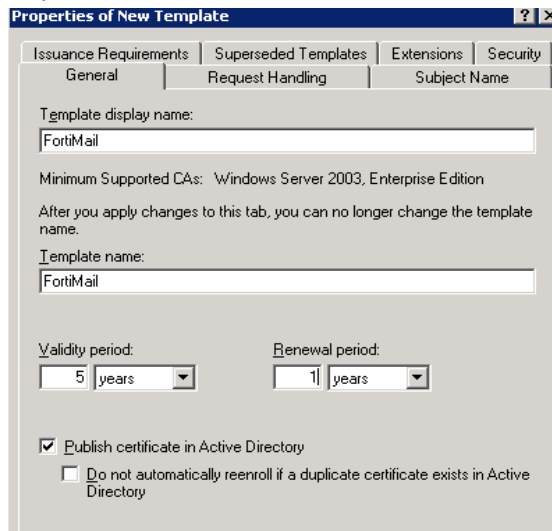 Properties of New Template
Issuance Requirements Superseded Templates Extensions Security
General Request Handling Subject Name
Template display name:
FortiMail
Minimum Supported CAs: Windows Server 2003, Enterprise Edition
After you apply changes to this tab, you can no longer change the template
name.
Template name:
FortiMail
Validity period: Renewal period:
5 years 1 years
Publish certificate in Active Directory
Do not automatically reenroll if a duplicate certificate exists in Active
Directory